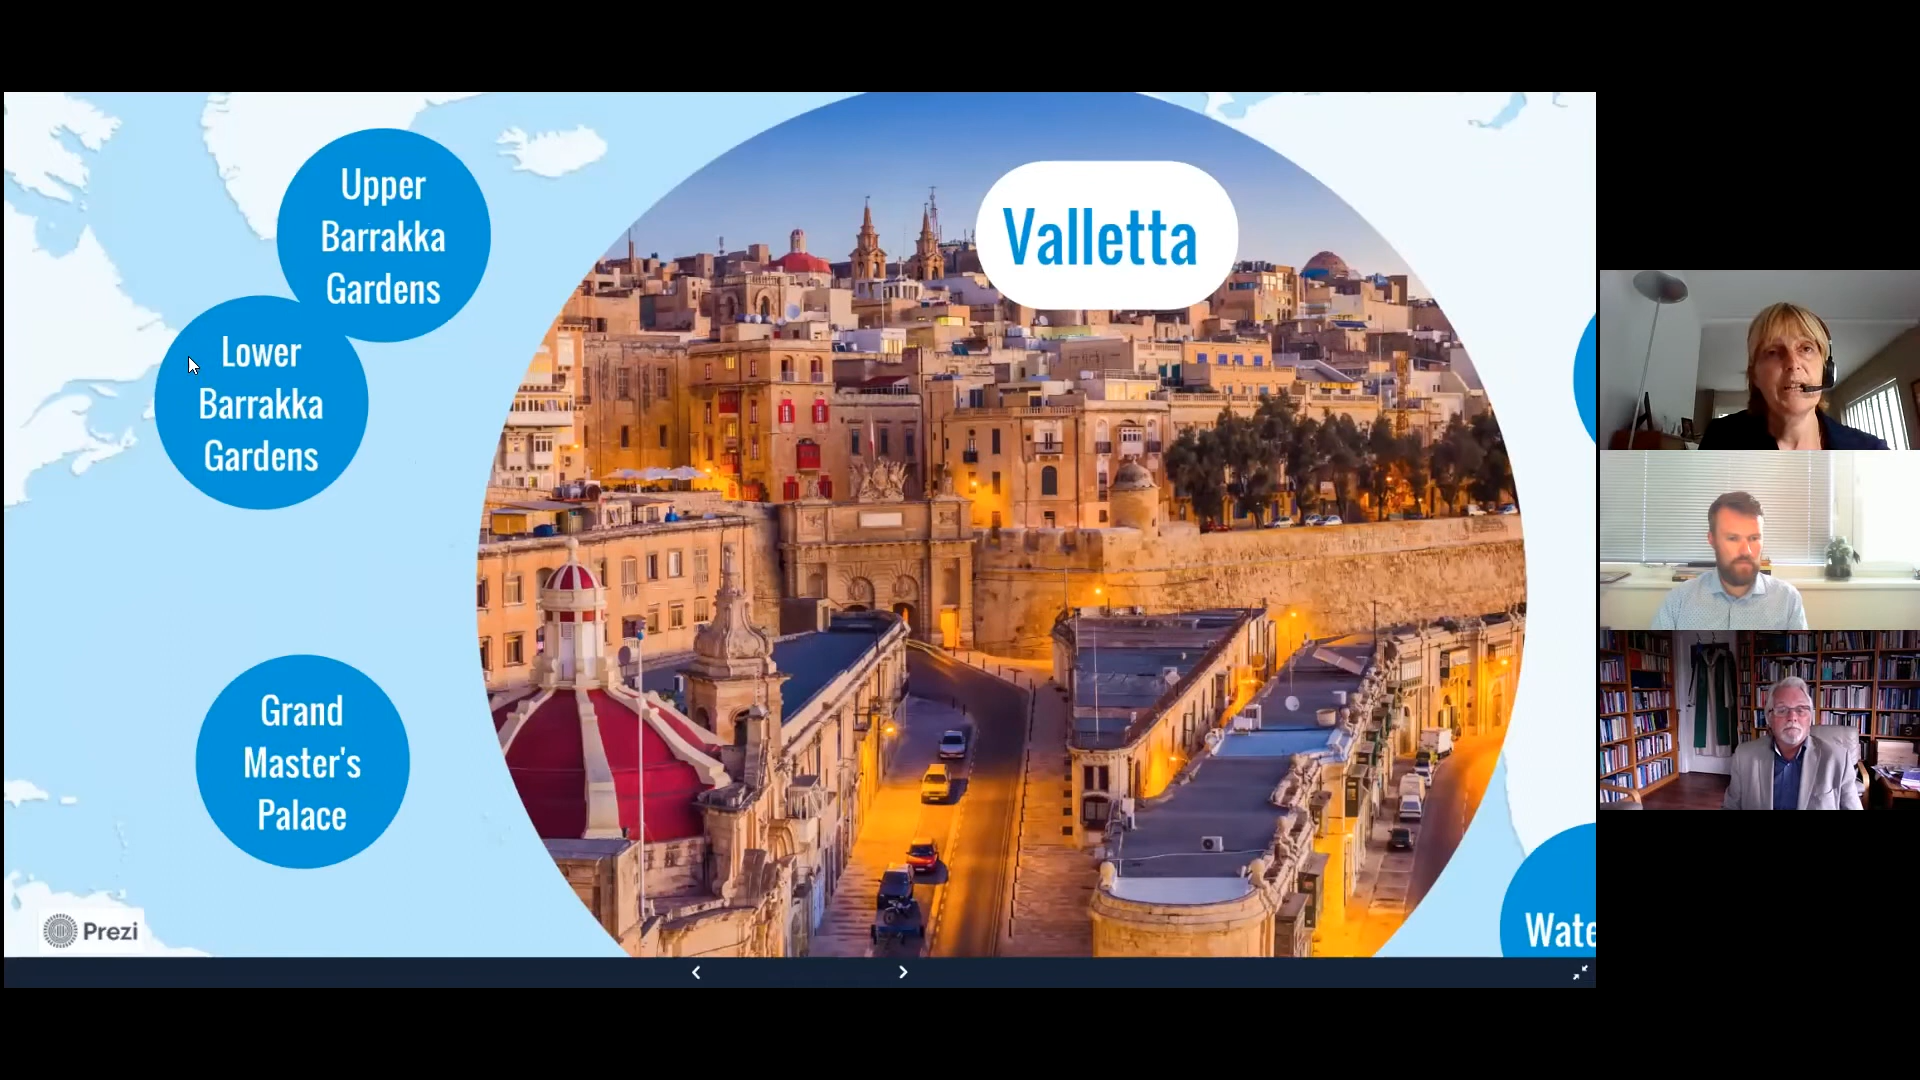 Upper
Barrakka
Gardens
Valletta
Lower
Barrakka
Gardens
Grand
Master's
Palace
Prezi
Wate